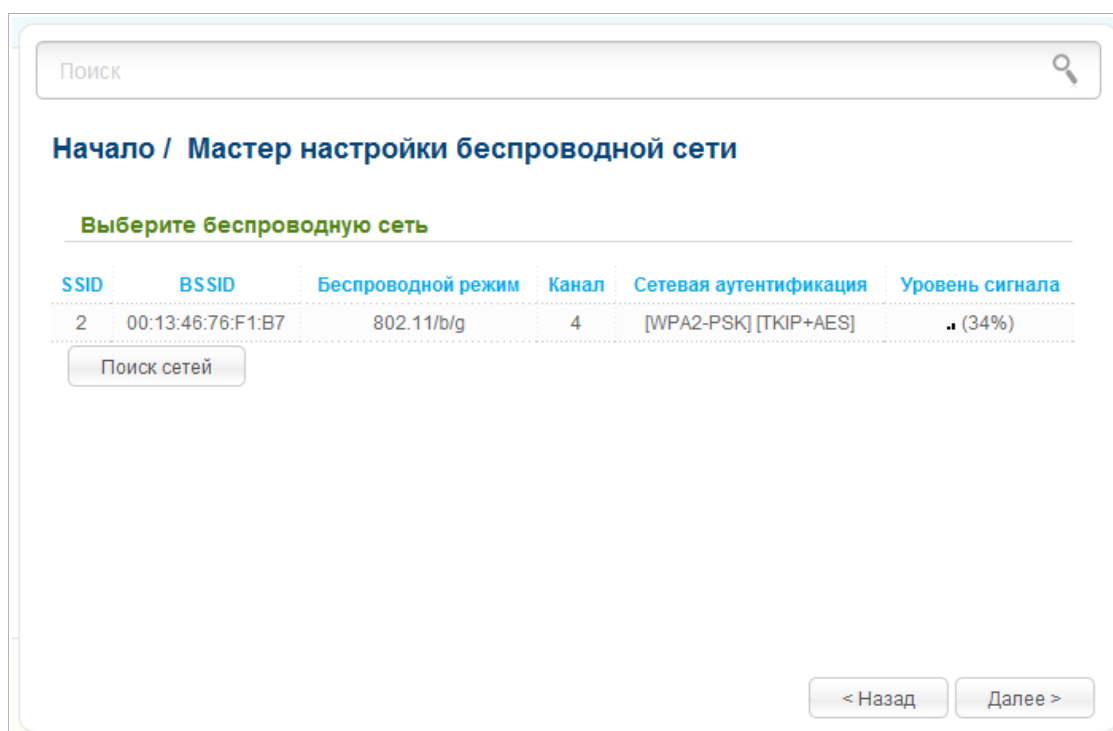 Поиск
Начало / Мастер настройки беспроводной сети
Выберите беспроводную сеть
SSID BSSID Беспроводной режим Канал Сетевая аутентификация Уровень сигнала
2 00:13:46:76:F1:B7 802.11/b/g 4 [WPA2-PSK] [TKIP+AES] (34%)
Поиск сетей
< Назад Далее >